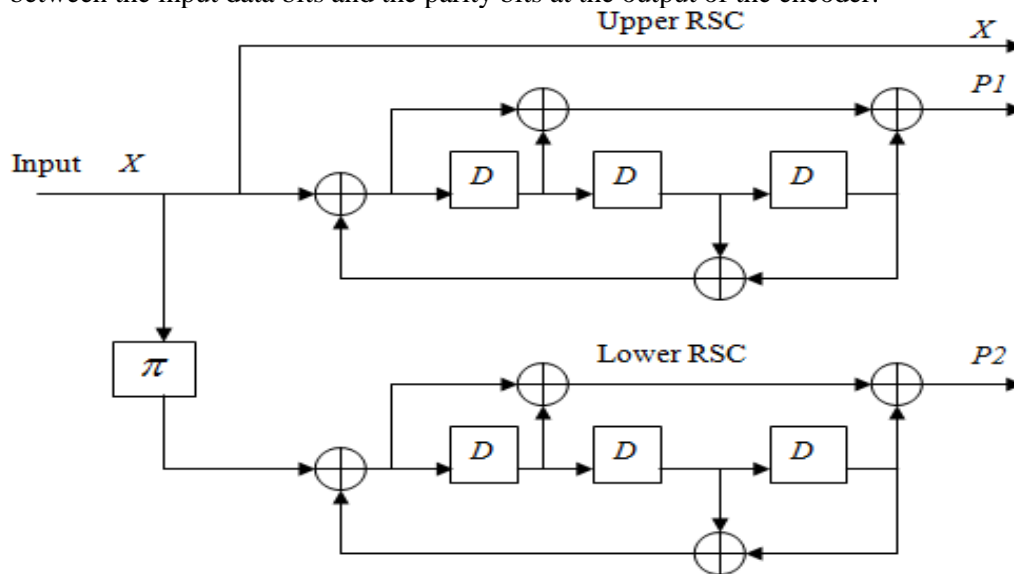 between the input data bits and the parity bits at the output of the encoder.
Upper RSC X
P1
Input X
D D D
π
Lower RSC P2
D D D